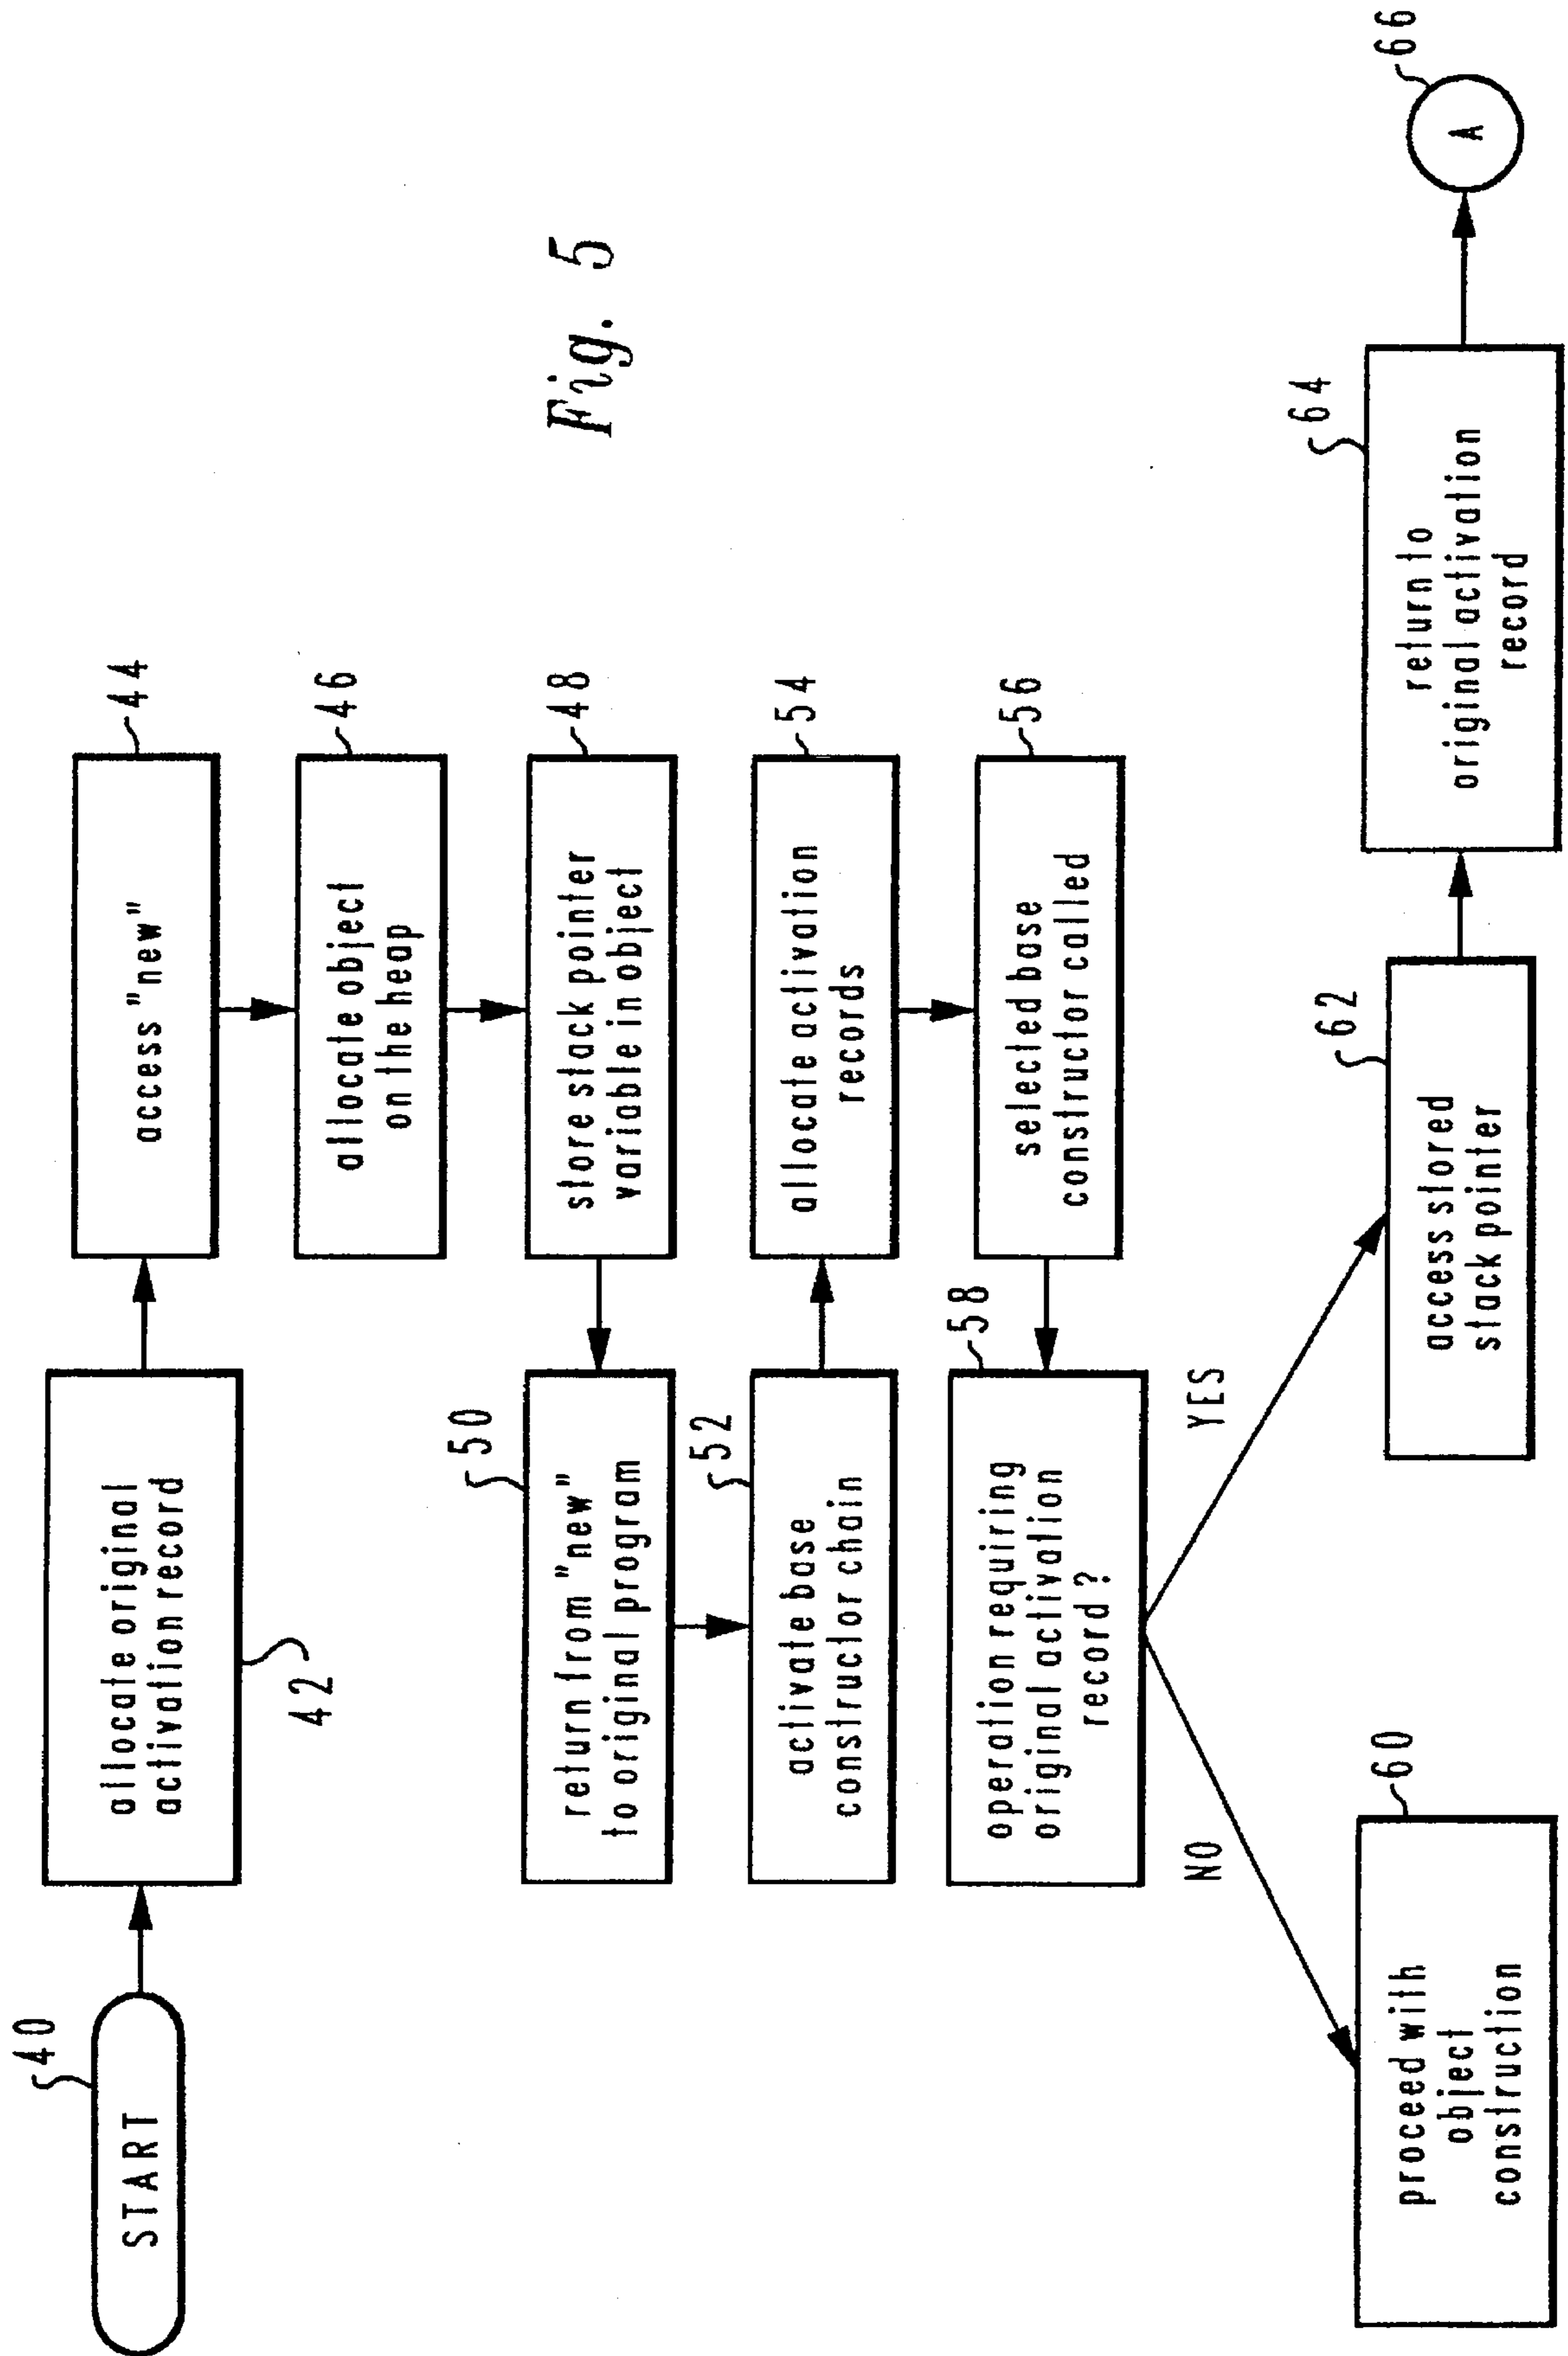 40
START
allocate original
activation record
42
access "new"
44
allocate object
on the heap
46
store stack pointer
variable in object
48
return from "new"
to original program
50
activate base
constructor chain
52
allocate activation
records
54
selected base
constructor called
56
operation requiring
original activation
record?
58
NO
YES
proceed with
object
construction
60
access stored
stack pointer
62
return to
original activation
record
64
A
66
Fig. 5